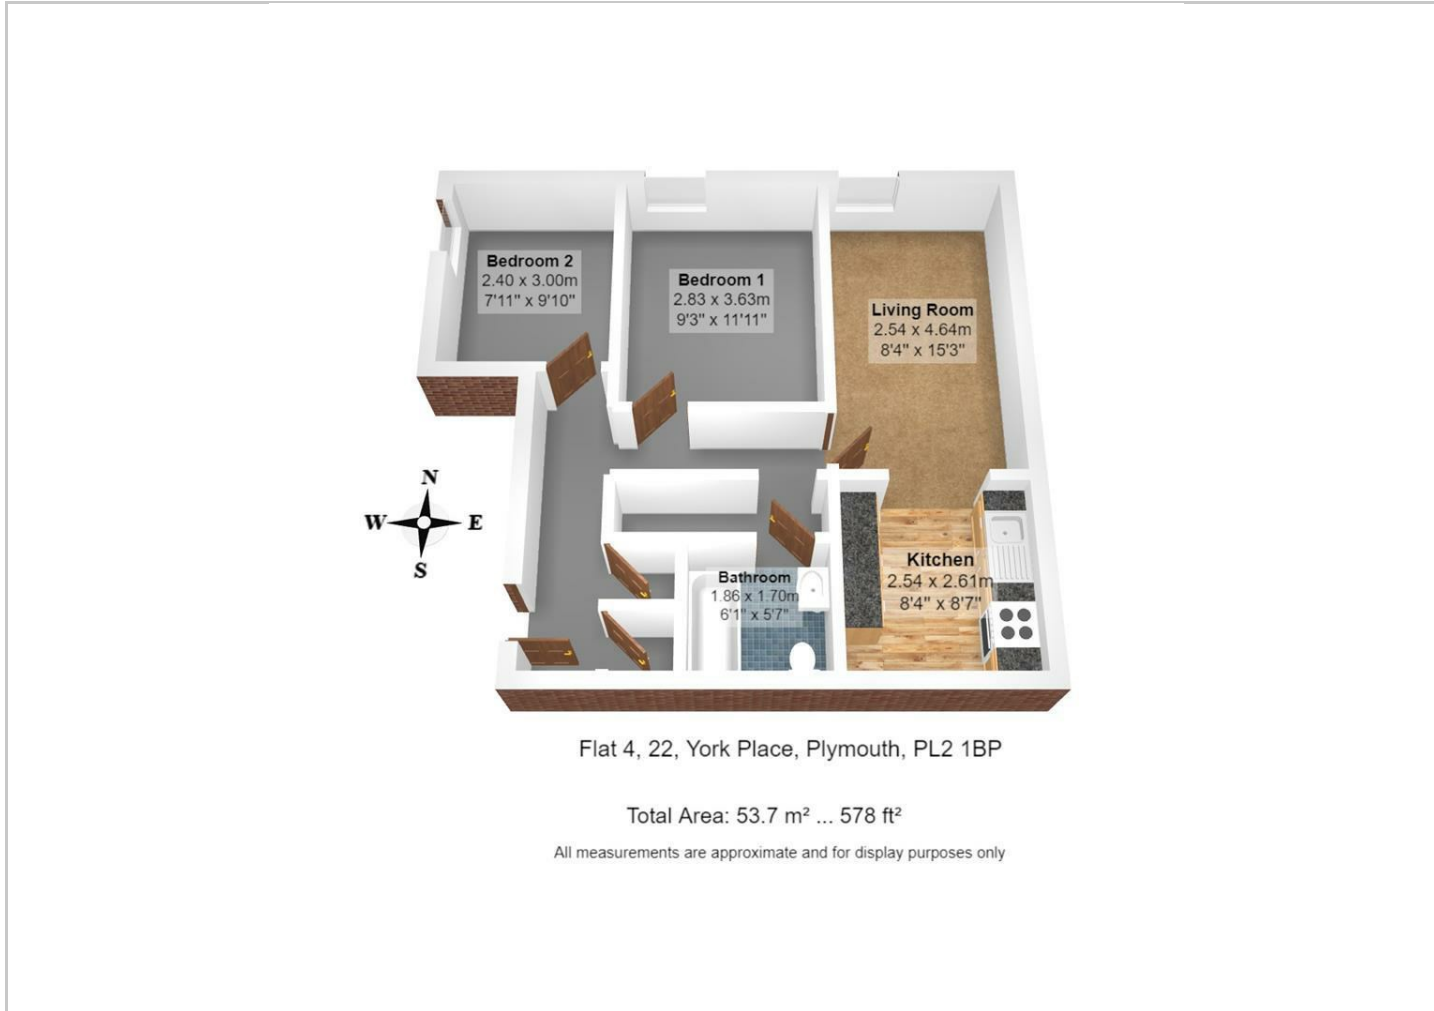 Bedroom 2
2.40 x 3.00m
7'11" x 9'10"
Bedroom 1
2.83 x 3.63m
9'3" x 11'11"
Living Room
2.54 x 4.64m
8'4" x 15'3"
N
W E
S
Bathroom
1.86 x 1.70m
6'1" x 5'7"
Kitchen
2.54 x 2.61m
8'4" x 8'7"
Flat 4, 22, York Place, Plymouth, PL2 1BP
Total Area: 53.7 m² ... 578 ft²
All measurements are approximate and for display purposes only